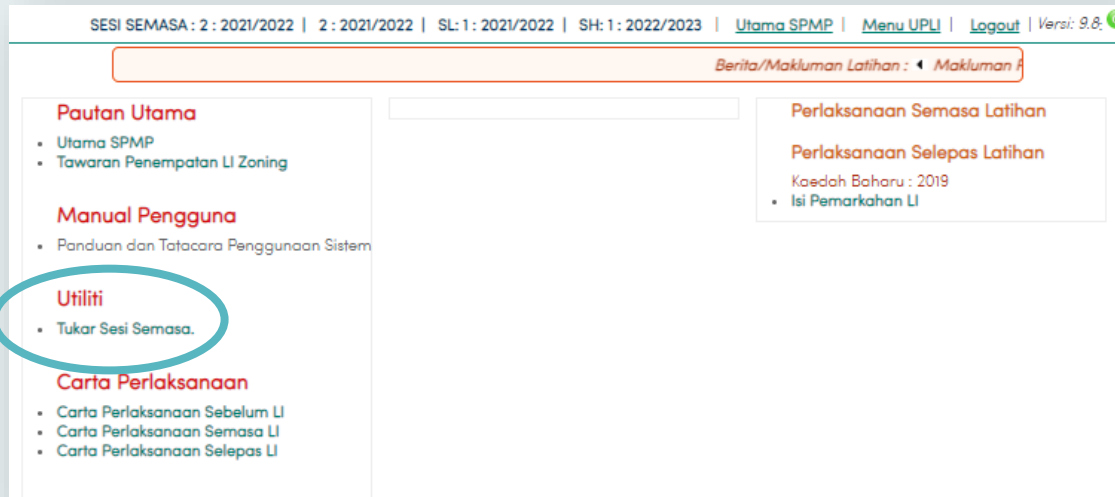 SESI SEMASA : 2 : 2021/2022 | 2 : 2021/2022 | SL: 1 : 2021/2022 | SH: 1 : 2022/2023 | Utama SPMP | Menu UPLI | Logout | Versi: 9.8;
Berita/Makluman Latihan : Makluman
Pautan Utama
Utama SPMP
Tawaran Penempatan LI Zoning
Manual Pengguna
Panduan dan Tatacara Penggunaan Sistem
Utiliti
Tukar Sesi Semasa.
Carta Perlaksanaan
Carta Perlaksanaan Sebelum LI
Carta Perlaksanaan Semasa LI
Carta Perlaksanaan Selepas LI
Perlaksanaan Semasa Latihan
Perlaksanaan Selepas Latihan
Kaedah Baharu : 2019
Isi Pemarkahan LI